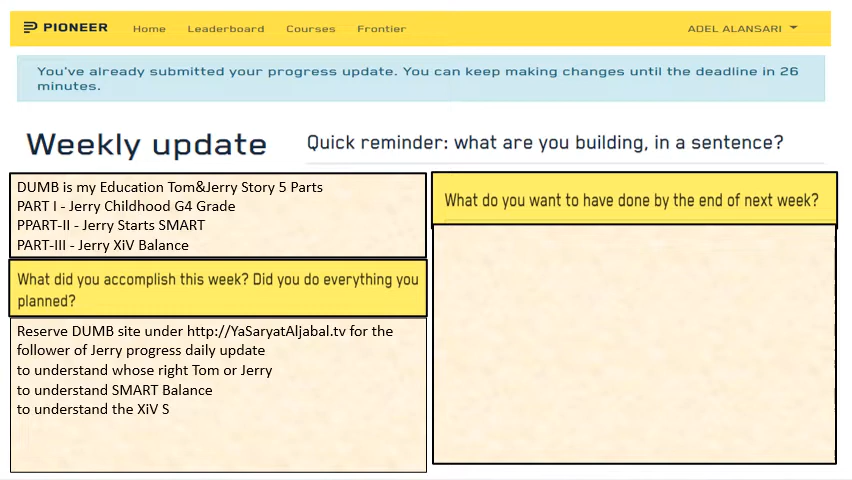 PIONEER Home Leaderboard Courses Frontier ADEL ALANSARI
You've already submitted your progress update. You can keep making changes until the deadline in 26
minutes.
Weekly update
Quick reminder: what are you building, in a sentence?
DUMB is my Education Tom&Jerry Story 5 Parts
PART I - Jerry Childhood G4 Grade
PPART-II - Jerry Starts SMART
PART-III - Jerry XiV Balance
What did you accomplish this week? Did you do everything you
planned?
Reserve DUMB site under http://YaSaryatAljabal.tv for the
follower of Jerry progress daily update
to understand whose right Tom or Jerry
to understand SMART Balance
to understand the XiV S
What do you want to have done by the end of next week?